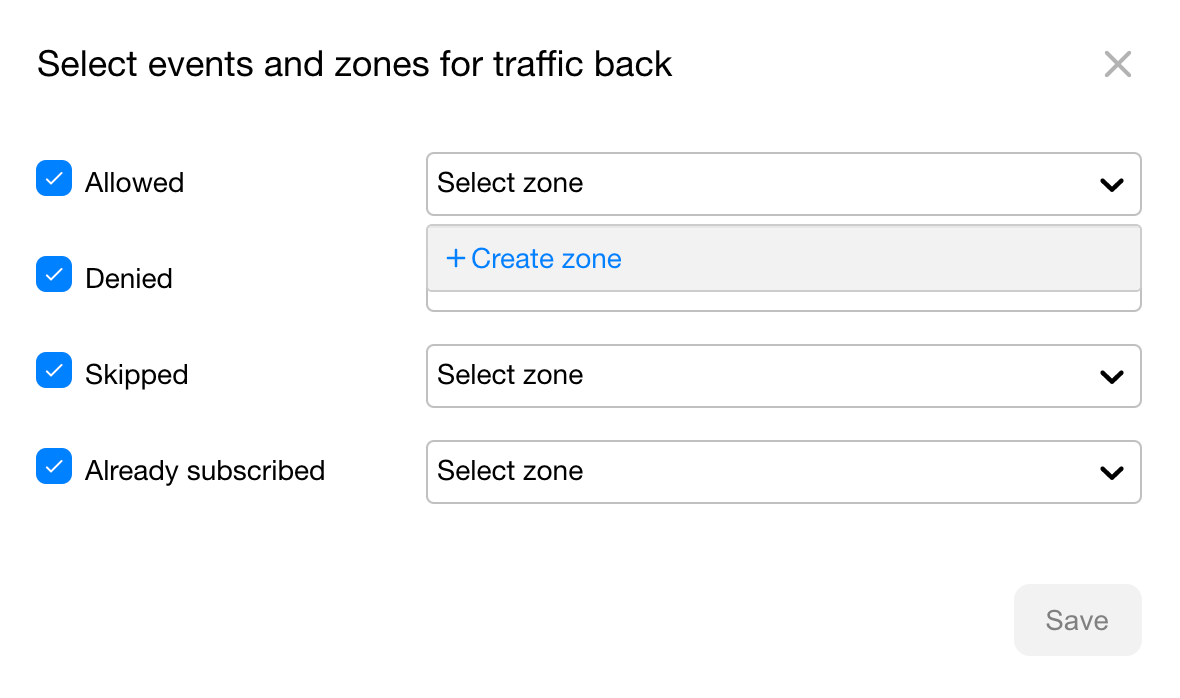 Select events and zones for traffic back
Allowed
Select zone
+ Create zone
Denied
Skipped
Select zone
Already subscribed
Select zone
Save